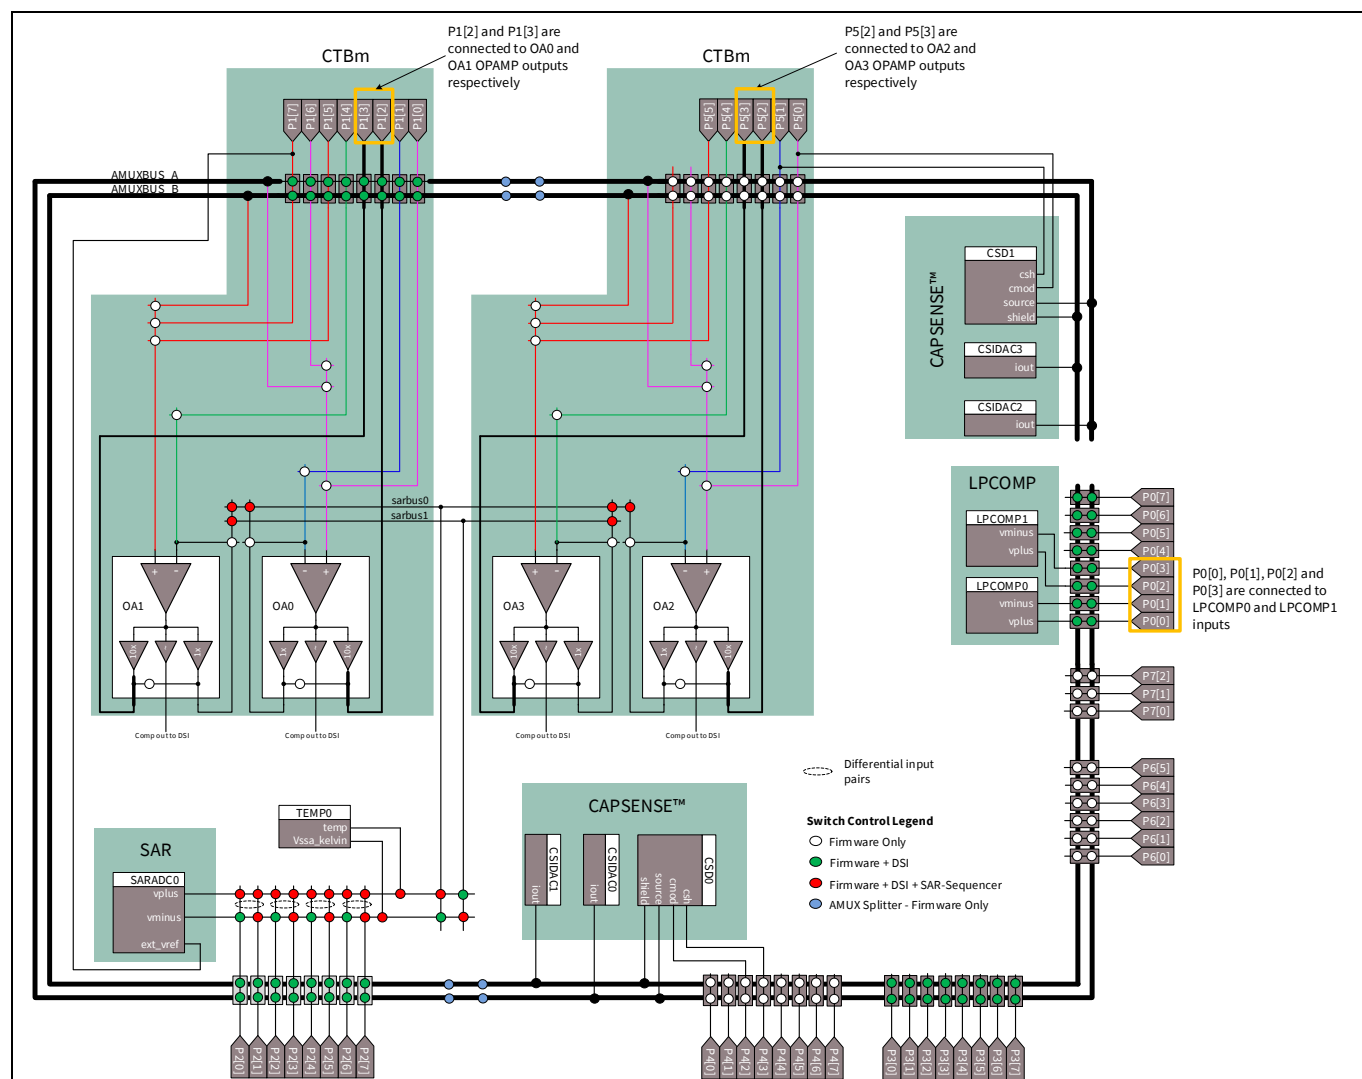 P1[2] and P1[3] are
connected to OA0 and
OA1 OPAMP outputs
respectively
P5[2] and P5[3] are
connected to OA2 and
OA3 OPAMP outputs
respectively
CTBm
CTBm
P1[7]
P1[6]
P1[5]
P1[4]
P1[3]
P1[2]
P1[1]
P1[0]
P5[5]
P5[4]
P5[3]
P5[2]
P5[1]
P5[0]
AMUXBUS_A
AMUXBUS_B
CAPSENSE™
CSD1
csh
cmod
source
shield
CSIDAC3
iout
CSIDAC2
iout
sarbus0
sarbus1
LPCOMP
LPCOMP1
vminus
vplus
LPCOMP0
vminus
vplus
P0[7]
P0[6]
P0[5]
P0[4]
P0[3]
P0[2]
P0[1]
P0[0]
P0[0], P0[1], P0[2] and
P0[3] are connected to
LPCOMP0 and LPCOMP1
inputs
+ -
- +
+ -
- +
OA1
OA0
OA3
OA2
10x - 1x
1x - 10x
10x - 1x
1x - 10x
Comp out to DSI
Comp out to DSI
Comp out to DSI
Comp out to DSI
P7[2]
P7[1]
P7[0]
P6[5]
P6[4]
P6[3]
P6[2]
P6[1]
P6[0]
Differential input
pairs
Switch Control Legend
Firmware Only
Firmware + DSI
Firmware + DSI + SAR-Sequencer
AMUX Splitter - Firmware Only
TEMP0
temp
Vssa_kelvin
SAR
SARADC0
vplus
vminus
ext_vref
CAPSENSE™
CSIDAC1
iout
CSIDAC0
iout
CSD0
shield
source
cmod
csh
P2[0]
P2[1]
P2[2]
P2[3]
P2[4]
P2[5]
P2[6]
P2[7]
P4[0]
P4[1]
P4[2]
P4[3]
P4[4]
P4[5]
P4[6]
P4[7]
P3[0]
P3[1]
P3[2]
P3[3]
P3[4]
P3[5]
P3[6]
P3[7]